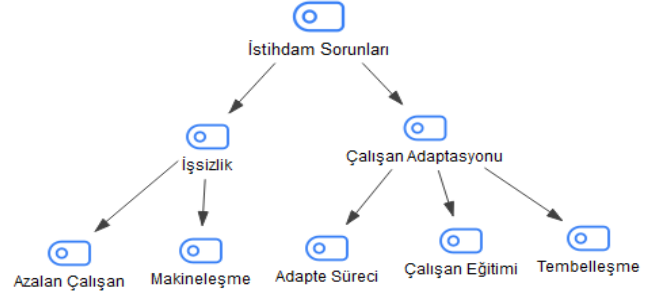 İstihdam Sorunları
İşsizlik
Çalışan Adaptasyonu
Azalan Çalışan
Makineleşme
Adapte Süreci
Çalışan Eğitimi
Tembelleşme